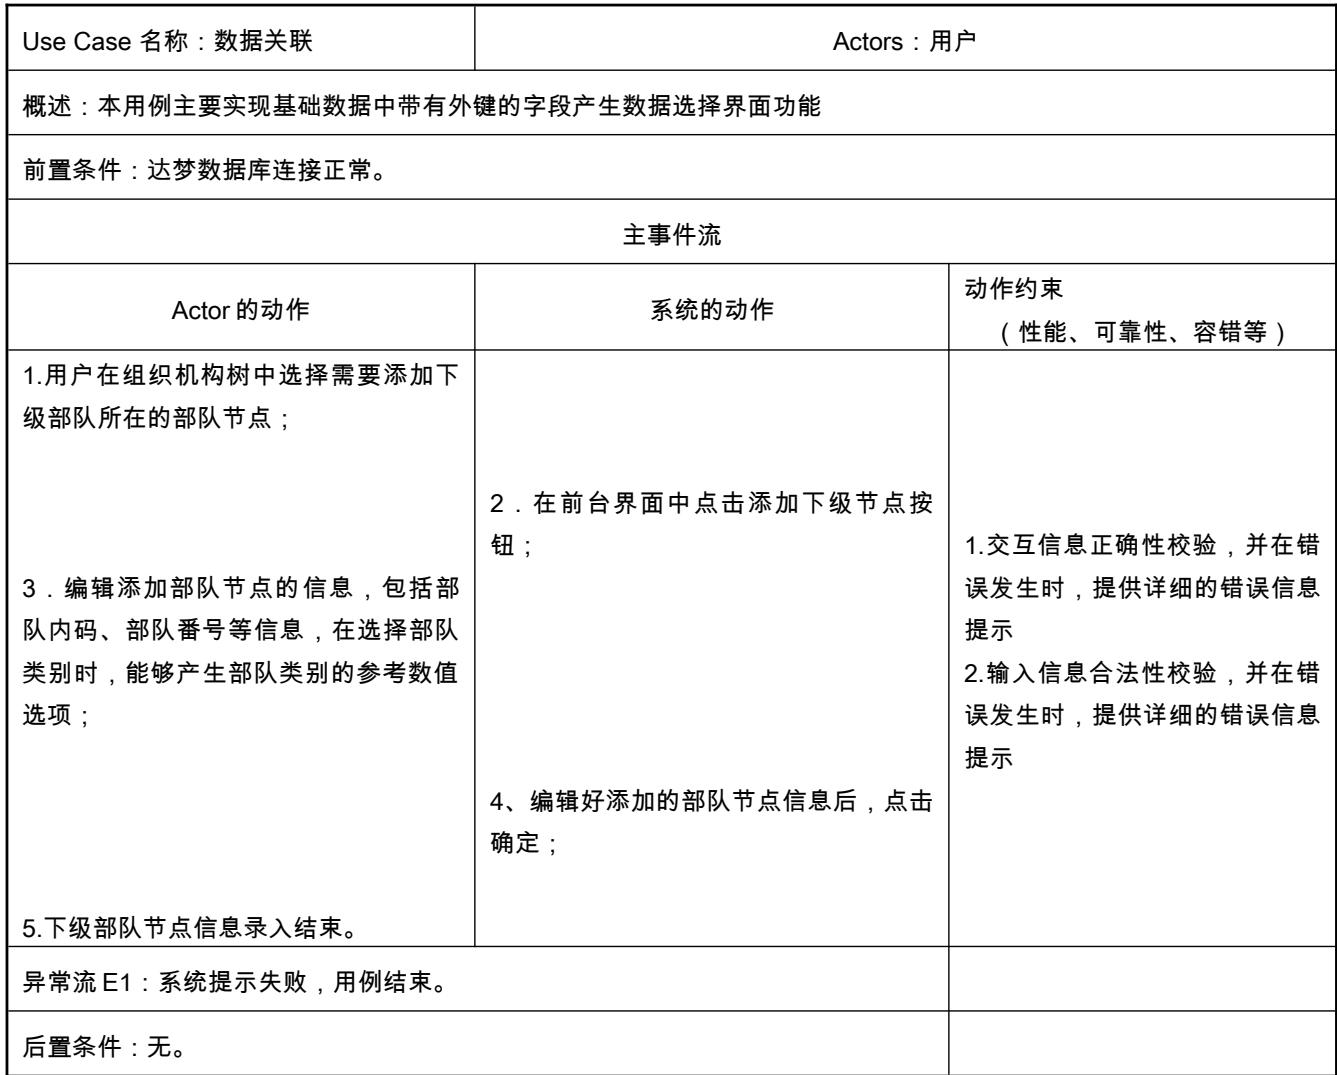 Use Case 名称：数据关联
Actors：用户
概述：本用例主要实现基础数据中带有外键的字段产生数据选择界面功能
前置条件：达梦数据库连接正常。
主事件流
Actor 的动作
系统的动作
动作约束
（性能、可靠性、容错等）
1.用户在组织机构树中选择需要添加下
级部队所在的部队节点；
3．编辑添加部队节点的信息，包括部
队内码、部队番号等信息，在选择部队
类别时，能够产生部队类别的参考数值
选项；
5.下级部队节点信息录入结束。
2．在前台界面中点击添加下级节点按
钮；
4、编辑好添加的部队节点信息后，点击
确定；
1.交互信息正确性校验，并在错
误发生时，提供详细的错误信息
提示
2.输入信息合法性校验，并在错
误发生时，提供详细的错误信息
提示
异常流 E1：系统提示失败，用例结束。
后置条件：无。